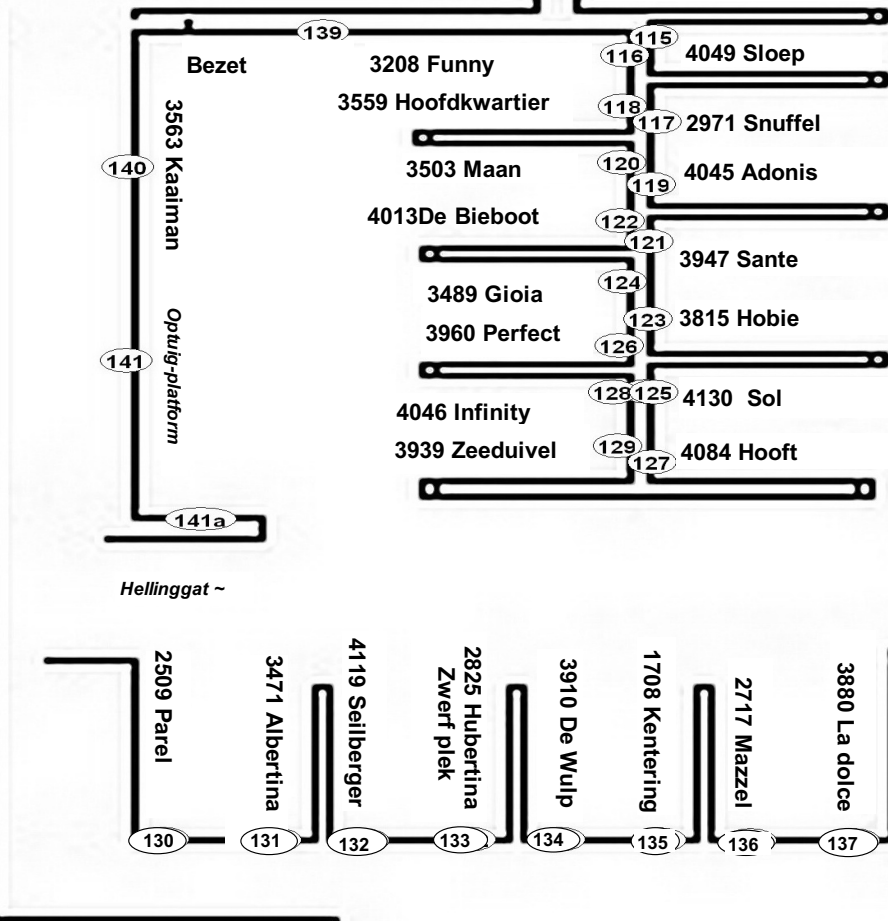 139
115
116
4049 Sloep
Bezet
3208 Funny
3559 Hoofdkwartier
118
117
2971 Snuffel
3563 Kaaiman
140
3503 Maan
120
119
4045 Adonis
4013De Bieboot
122
121
3947 Sante
124
3489 Gioia
123
3815 Hobie
3960 Perfect
126
141
Optuig-platform
128
125
4130 Sol
4046 Infinity
3939 Zeeduivel
129
127
4084 Hooft
141a
Hellinggat ~
2509 Parel
3471 Albertina
4119 Seilberger
2825 Hubertina
Zwerf plek
3910 De Wulp
1708 Kentering
2717 Mazzel
3880 La dolce
130
131
132
133
134
135
136
137